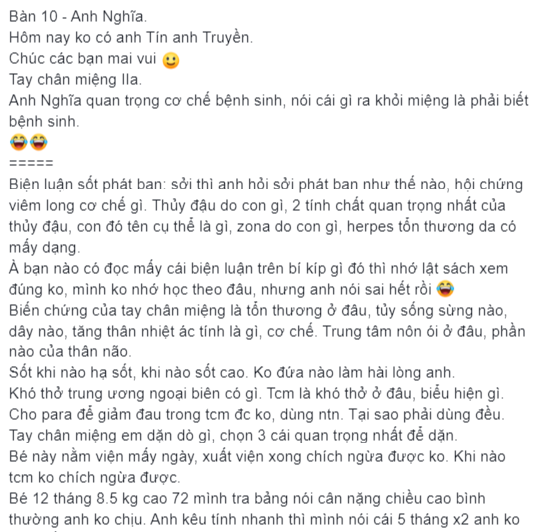 Bàn 10 - Anh Nghĩa.
Hôm nay ko có anh Tín anh Truyền.
Chúc các bạn mai vui 🙂
Tay chân miệng IIa.
Anh Nghĩa quan trọng cơ chế bệnh sinh, nói cái gì ra khỏi miệng là phải biết
bệnh sinh.
😂😂
=====
Biện luận sốt phát ban: sởi thì anh hỏi sởi phát ban như thế nào, hội chứng
viêm long cơ chế gì. Thủy đậu do con gì, 2 tính chất quan trọng nhất của
thủy đậu, con đó tên cụ thể là gì, zona do con gì, herpes tổn thương da có
mấy dạng.
À bạn nào có đọc mấy cái biện luận trên bí kíp gì đó thì nhớ lật sách xem
đúng ko, mình ko nhớ học theo đâu, nhưng anh nói sai hết rồi 😂
Biến chứng của tay chân miệng là tổn thương ở đâu, tủy sống sừng nào,
dây nào, tăng thân nhiệt ác tính là gì, cơ chế. Trung tâm nôn ói ở đâu, phần
nào của thân não.
Sốt khi nào hạ sốt, khi nào sốt cao. Ko đứa nào làm hài lòng anh.
Khó thở trung ương ngoại biên có gì. Tcm là khó thở ở đâu, biểu hiện gì.
Cho para để giảm đau trong tcm đc ko, dùng ntn. Tại sao phải dùng đều.
Tay chân miệng em dặn dò gì, chọn 3 cái quan trọng nhất để dặn.
Bé này nằm viện mấy ngày, xuất viện xong chích ngừa được ko. Khi nào
tcm ko chích ngừa được.
Bé 12 tháng 8.5 kg cao 72 mình tra bảng nói cân nặng chiều cao bình
thường anh ko chịu. Anh kêu tính nhanh thì mình nói cái 5 tháng x2 anh ko